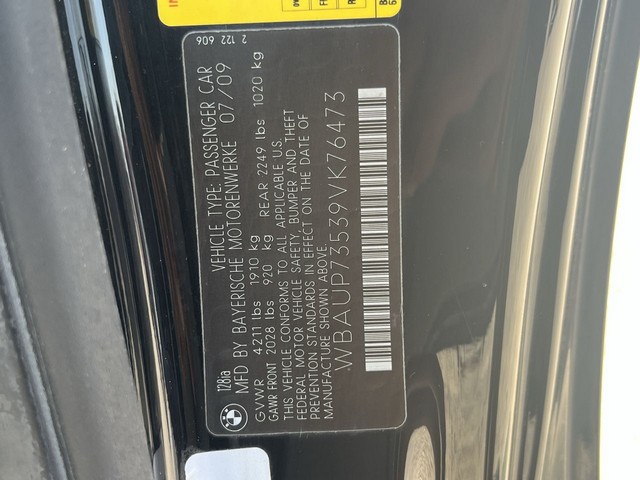 2 122 606
VEHICLE TYPE: PASSENGER CAR
128ia MFD BY BAYERISCHE MOTORENWERKE 07/09
GVWR 4211 lbs 1910 kg
GAWR FRONT 2028 lbs 920 kg REAR 2249 lbs 1020 kg
THIS VEHICLE CONFORMS TO ALL APPLICABLE U.S.
FEDERAL MOTOR VEHICLE SAFETY, BUMPER AND THEFT
PREVENTION STANDARDS IN EFFECT ON THE DATE OF
MANUFACTURE SHOWN ABOVE.
WBAUP73539VK76473